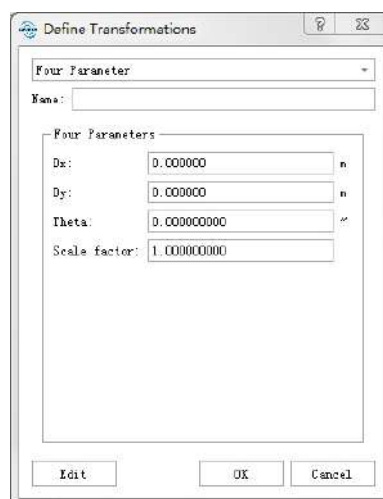 Define Transformations
Four Parameter
Name:
Four Parameters
Dx: 0.000000 m
Dy: 0.000000 m
Theta: 0.000000000 "
Scale factor: 1.000000000
Edit OK Cancel